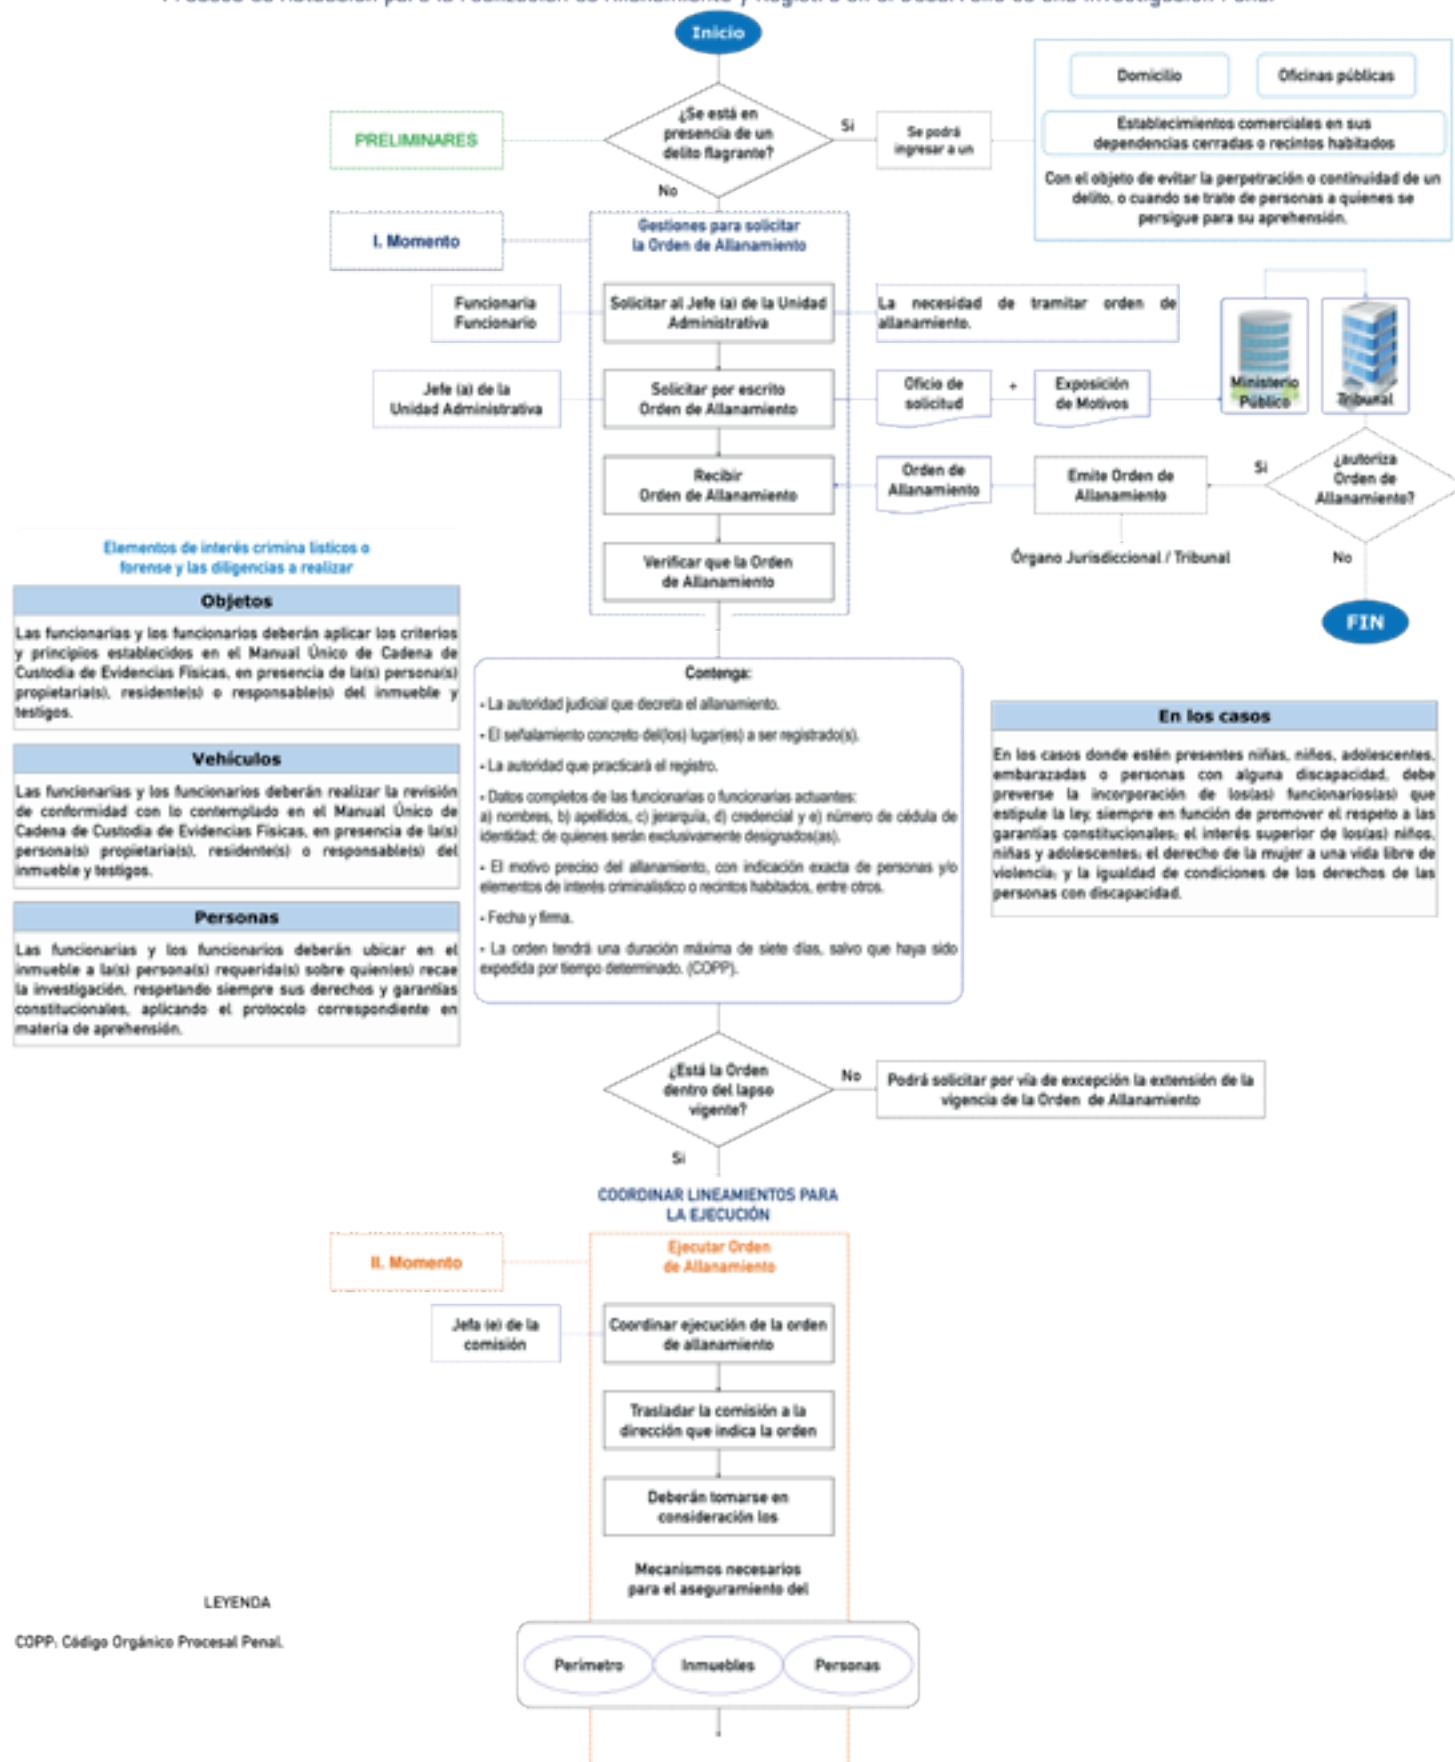 Inicio
¿Se está en
presencia de un
delito flagrante?
Si
No
PRELIMINARES
Se podrá
ingresar a un
Domicilio
Oficinas públicas
Establecimientos comerciales en sus
dependencias cerradas o recintos habitados
Con el objeto de evitar la perpetración o continuidad de un
delito, o cuando se trate de personas a quienes se
persigue para su aprehensión.
I. Momento
Gestiones para solicitar
la Orden de Allanamiento
Funcionaria
Funcionario
Solicitar al Jefe (a) de la Unidad
Administrativa
La necesidad de tramitar orden de
allanamiento.
Jefe (a) de la
Unidad Administrativa
Solicitar por escrito
Orden de Allanamiento
Oficio de
solicitud
+
Exposición
de Motivos
Ministerio
Público
Tribunal
Recibir
Orden de Allanamiento
Orden de
Allanamiento
Emite Orden de
Allanamiento
Si
¿autoriza
Orden de
Allanamiento?
Órgano Jurisdiccional / Tribunal
No
FIN
Verificar que la Orden
de Allanamiento
Elementos de interés crimina lísticos o
forense y las diligencias a realizar
Objetos
Las funcionarias y los funcionarios deberán aplicar los criterios
y principios establecidos en el Manual Único de Cadena de
Custodia de Evidencias Físicas, en presencia de la(s) persona(s)
propietaria(s), residente(s) o responsable(s) del inmueble y
testigos.
Vehículos
Las funcionarias y los funcionarios deberán realizar la revisión
de conformidad con lo contemplado en el Manual Único de
Cadena de Custodia de Evidencias Físicas, en presencia de la(s)
persona(s) propietaria(s), residente(s) o responsable(s) del
inmueble y testigos.
Personas
Las funcionarias y los funcionarios deberán ubicar en el
inmueble a la(s) persona(s) requerida(s) sobre quien(es) recae
la investigación, respetando siempre sus derechos y garantías
constitucionales, aplicando el protocolo correspondiente en
materia de aprehensión.
Contenga:
- La autoridad judicial que decreta el allanamiento.
- El señalamiento concreto del(los) lugar(es) a ser registrado(s).
- La autoridad que practicará el registro.
- Datos completos de las funcionarias o funcionarias actuantes:
a) nombres, b) apellidos, c) jerarquía, d) credencial y e) número de cédula de
identidad; de quienes serán exclusivamente designados(as).
- El motivo preciso del allanamiento, con indicación exacta de personas y/o
elementos de interés criminalístico o recintos habitados, entre otros.
- Fecha y firma.
- La orden tendrá una duración máxima de siete días, salvo que haya sido
expedida por tiempo determinado. (COPP).
En los casos
En los casos donde estén presentes niñas, niños, adolescentes,
embarazadas o personas con alguna discapacidad, debe
preverse la incorporación de los(as) funcionarios(as) que
estipule la ley, siempre en función de promover el respeto a las
garantías constitucionales; el interés superior de los(as) niños,
niñas y adolescentes; el derecho de la mujer a una vida libre de
violencia; y la igualdad de condiciones de los derechos de las
personas con discapacidad.
¿Está la Orden
dentro del lapso
vigente?
No
Podrá solicitar por vía de excepción la extensión de la
vigencia de la Orden de Allanamiento
Si
COORDINAR LINEAMIENTOS PARA
LA EJECUCIÓN
II. Momento
Ejecutar Orden
de Allanamiento
Jefa (e) de la
comisión
Coordinar ejecución de la orden
de allanamiento
Trasladar la comisión a la
dirección que indica la orden
Deberán tomarse en
consideración los
Mecanismos necesarios
para el aseguramiento del
Perímetro
Inmuebles
Personas
LEYENDA
COPP: Código Orgánico Procesal Penal.